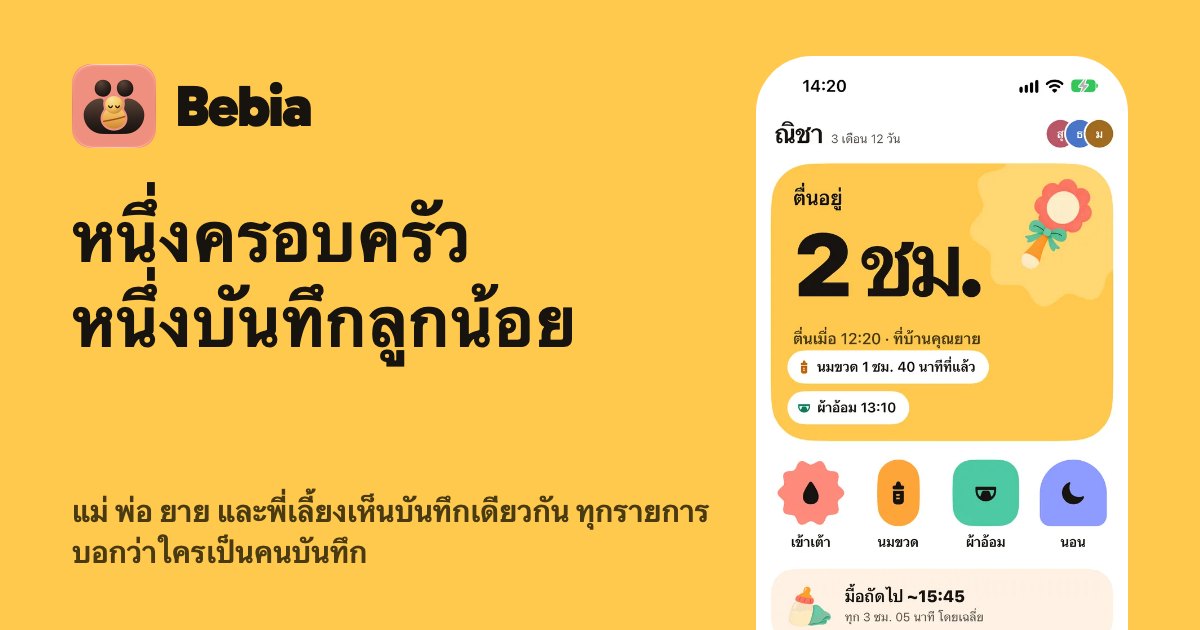 Bebia
หนึ่งครอบครัว
หนึ่งบันทึกลูกน้อย
แม่ พ่อ ยาย และพี่เลี้ยงเห็นบันทึกเดียวกัน ทุกรายการ
บอกว่าใครเป็นคนบันทึก
14:20
ณิชา 3 เดือน 12 วัน
สุ ธ ม
ตื่นอยู่
2 ชม.
ตื่นเมื่อ 12:20 · ที่บ้านคุณยาย
นมขวด 1 ชม. 40 นาทีที่แล้ว
ผ้าอ้อม 13:10
เข้าเต้า นมขวด ผ้าอ้อม นอน
มื้อถัดไป ~15:45
ทุก 3 ชม. 05 นาที โดยเฉลี่ย